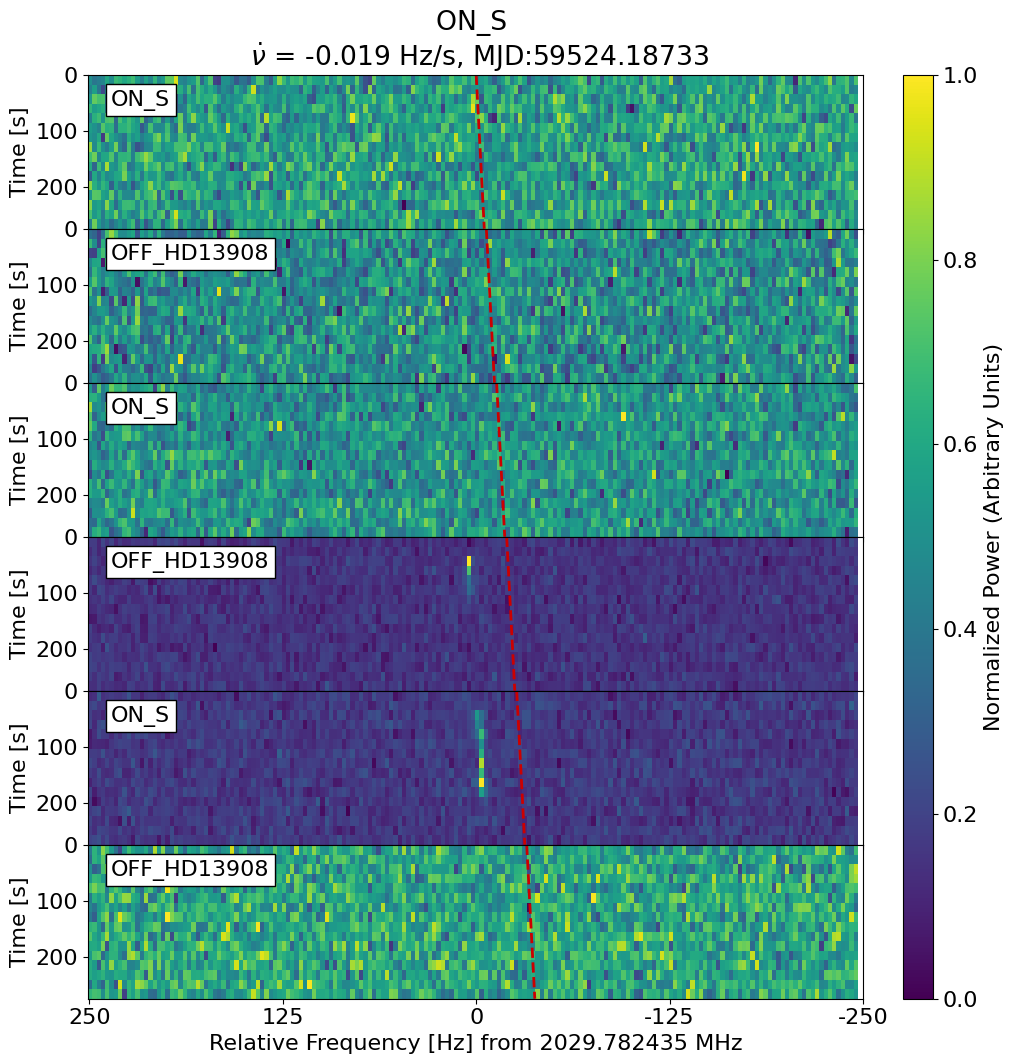 ON_S
ν̇ = -0.019 Hz/s, MJD:59524.18733
0
100
200
Time [s]
ON_S
0
100
200
Time [s]
OFF_HD13908
0
100
200
Time [s]
ON_S
0
100
200
Time [s]
OFF_HD13908
0
100
200
Time [s]
ON_S
0
100
200
Time [s]
OFF_HD13908
250 125 0 -125 -250
Relative Frequency [Hz] from 2029.782435 MHz
1.0
0.8
0.6
0.4
0.2
0.0
Normalized Power (Arbitrary Units)